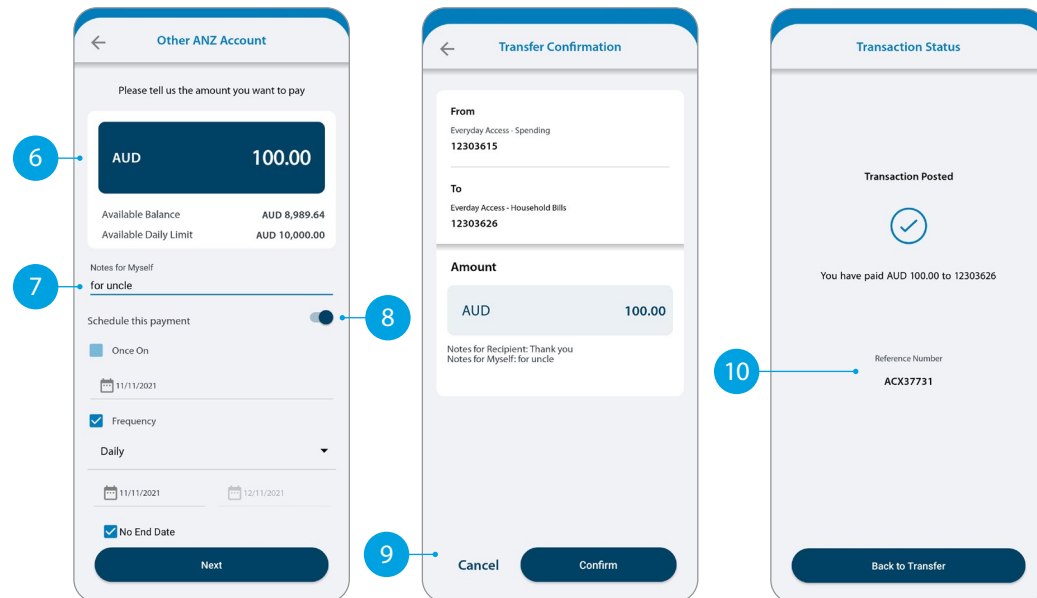 Other ANZ Account
Please tell us the amount you want to pay
6
AUD 100.00
Available Balance AUD 8,989.64
Available Daily Limit AUD 10,000.00
Notes for Myself
7
for uncle
Schedule this payment
8
Once On
11/11/2021
Frequency
Daily
11/11/2021 12/11/2021
No End Date
Next
Transfer Confirmation
From
Everyday Access - Spending
12303615
To
Everday Access - Household Bills
12303626
Amount
AUD 100.00
Notes for Recipient: Thank you
Notes for Myself: for uncle
9
Cancel Confirm
Transaction Status
Transaction Posted
You have paid AUD 100.00 to 12303626
10
Reference Number
ACX37731
Back to Transfer